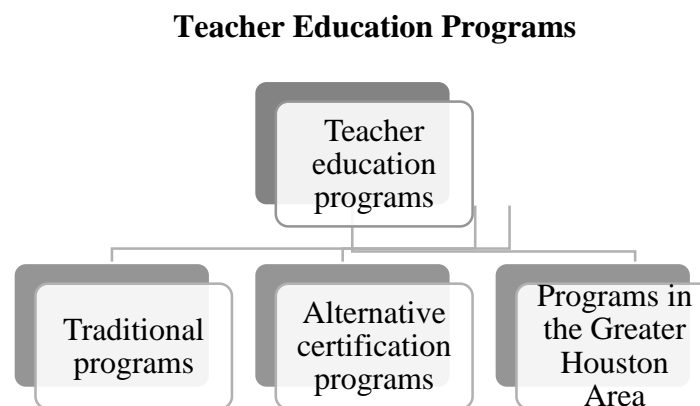 Teacher Education Programs
Teacher
education
programs
Traditional
programs
Alternative
certification
programs
Programs in
the Greater
Houston
Area